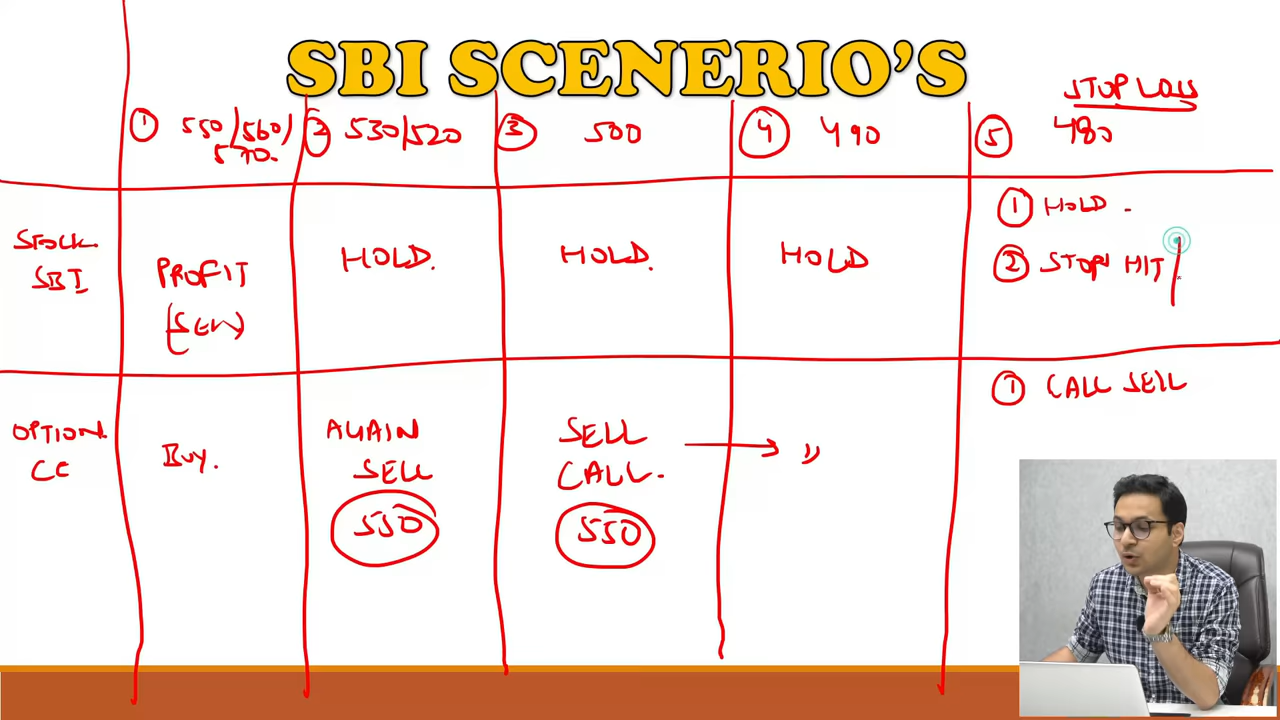 SBI SCENERIO'S
STOP LOSS
① 550/560/
570.
② 530/520
③ 500
④ 490
⑤ 480
STOCK
SBI
PROFIT
(SELL)
HOLD.
HOLD.
HOLD
① HOLD.
② STOP HIT
OPTION
CE
BUY.
AGAIN
SELL
550
SELL
CALL.
550
→ "
① CALL SELL